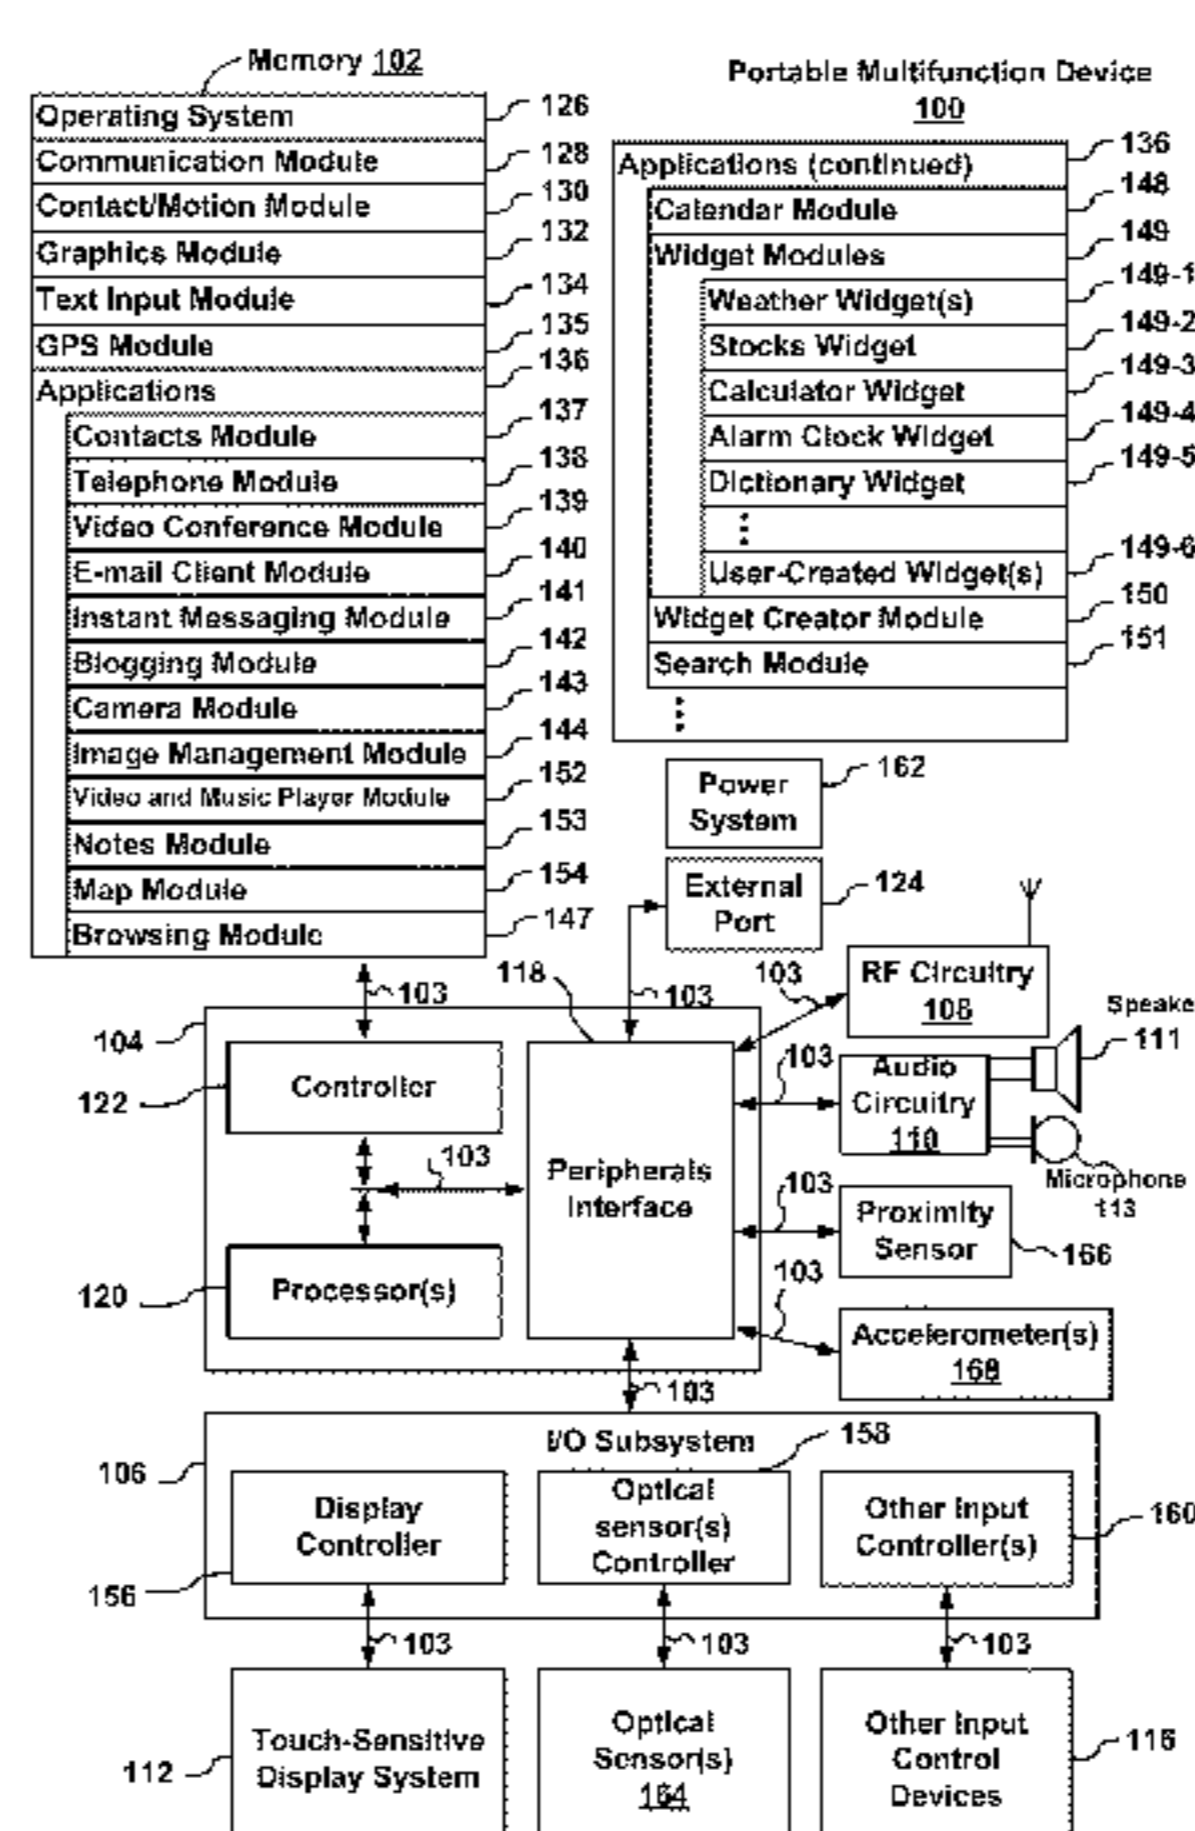 Memory 102
Operating System 126
Communication Module 128
Contact/Motion Module 130
Graphics Module 132
Text Input Module 134
GPS Module 135
Applications 136
Contacts Module 137
Telephone Module 138
Video Conference Module 139
E-mail Client Module 140
Instant Messaging Module 141
Blogging Module 142
Camera Module 143
Image Management Module 144
Video and Music Player Module 152
Notes Module 153
Map Module 154
Browsing Module 147
Portable Multifunction Device
100
Applications (continued) 136
Calendar Module 148
Widget Modules 149
Weather Widget(s) 149-1
Stocks Widget 149-2
Calculator Widget 149-3
Alarm Clock Widget 149-4
Dictionary Widget 149-5
User-Created Widget(s) 149-6
Widget Creator Module 150
Search Module 151
Power
System
162
External
Port
124
103
118
103
103
RF Circuitry
108
Speake
111
104
122
Controller
103
Audio
Circuitry
110
Microphone
113
103
Peripherals
Interface
103
Proximity
Sensor
166
120
Processor(s)
103
Accelerometer(s)
168
103
I/O Subsystem
158
106
Display
Controller
Optical
sensor(s)
Controller
Other Input
Controller(s)
160
156
103
103
103
112
Touch-Sensitive
Display System
Optical
Sensor(s)
164
Other Input
Control
Devices
116